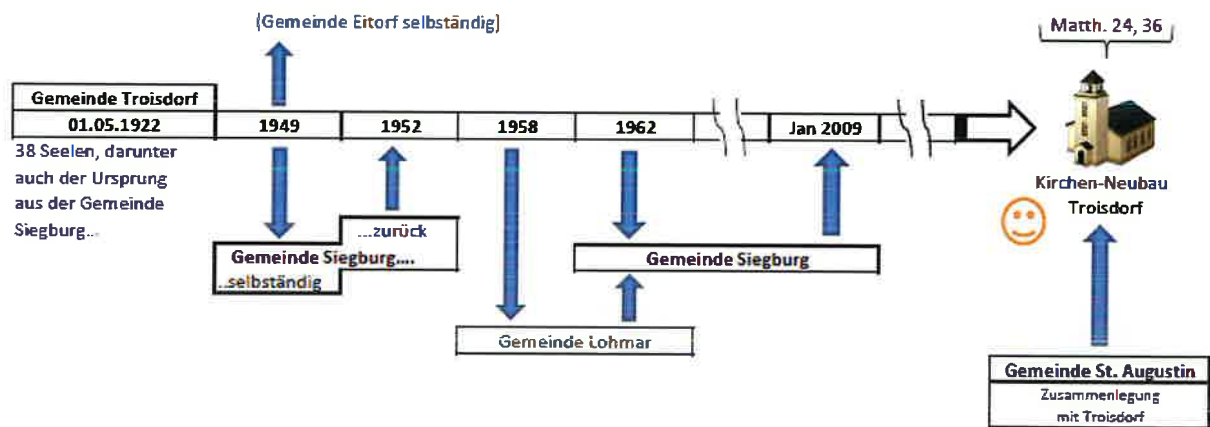 (Gemeinde Eitorf selbständig)
Matth. 24, 36
Gemeinde Troisdorf
01.05.1922
1949
1952
1958
1962
Jan 2009
38 Seelen, darunter
auch der Ursprung
aus der Gemeinde
Siegburg...
Kirchen-Neubau
Troisdorf
...zurück
Gemeinde Siegburg....
...selbständig
Gemeinde Siegburg
Gemeinde Lohmar
Gemeinde St. Augustin
Zusammenlegung
mit Troisdorf